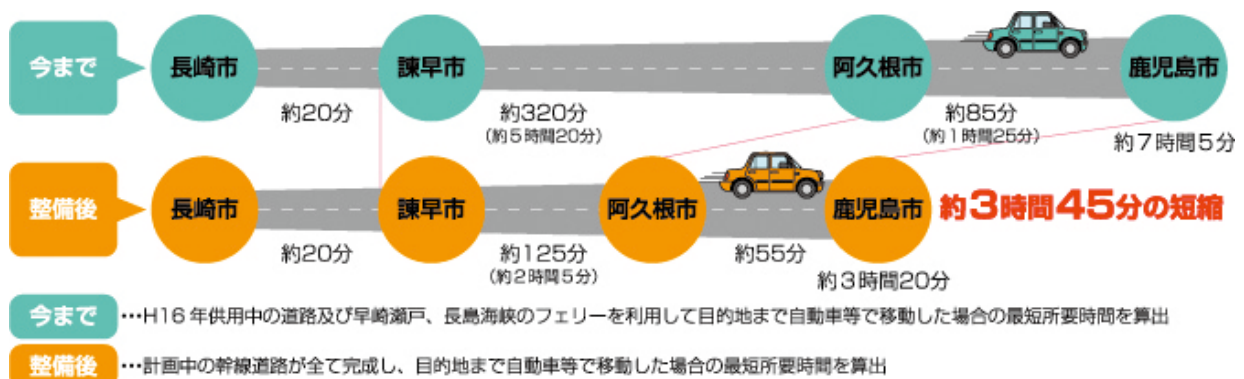 今まで
長崎市
諫早市
阿久根市
鹿児島市
約20分
約320分
(約5時間20分)
約85分
(約1時間25分)
約7時間5分
整備後
長崎市
諫早市
阿久根市
鹿児島市
約3時間45分の短縮
約20分
約125分
(約2時間5分)
約55分
約3時間20分
今まで …H16年供用中の道路及び早崎瀬戸、長島海峡のフェリーを利用して目的地まで自動車等で移動した場合の最短所要時間を算出
整備後 …計画中の幹線道路が全て完成し、目的地まで自動車等で移動した場合の最短所要時間を算出